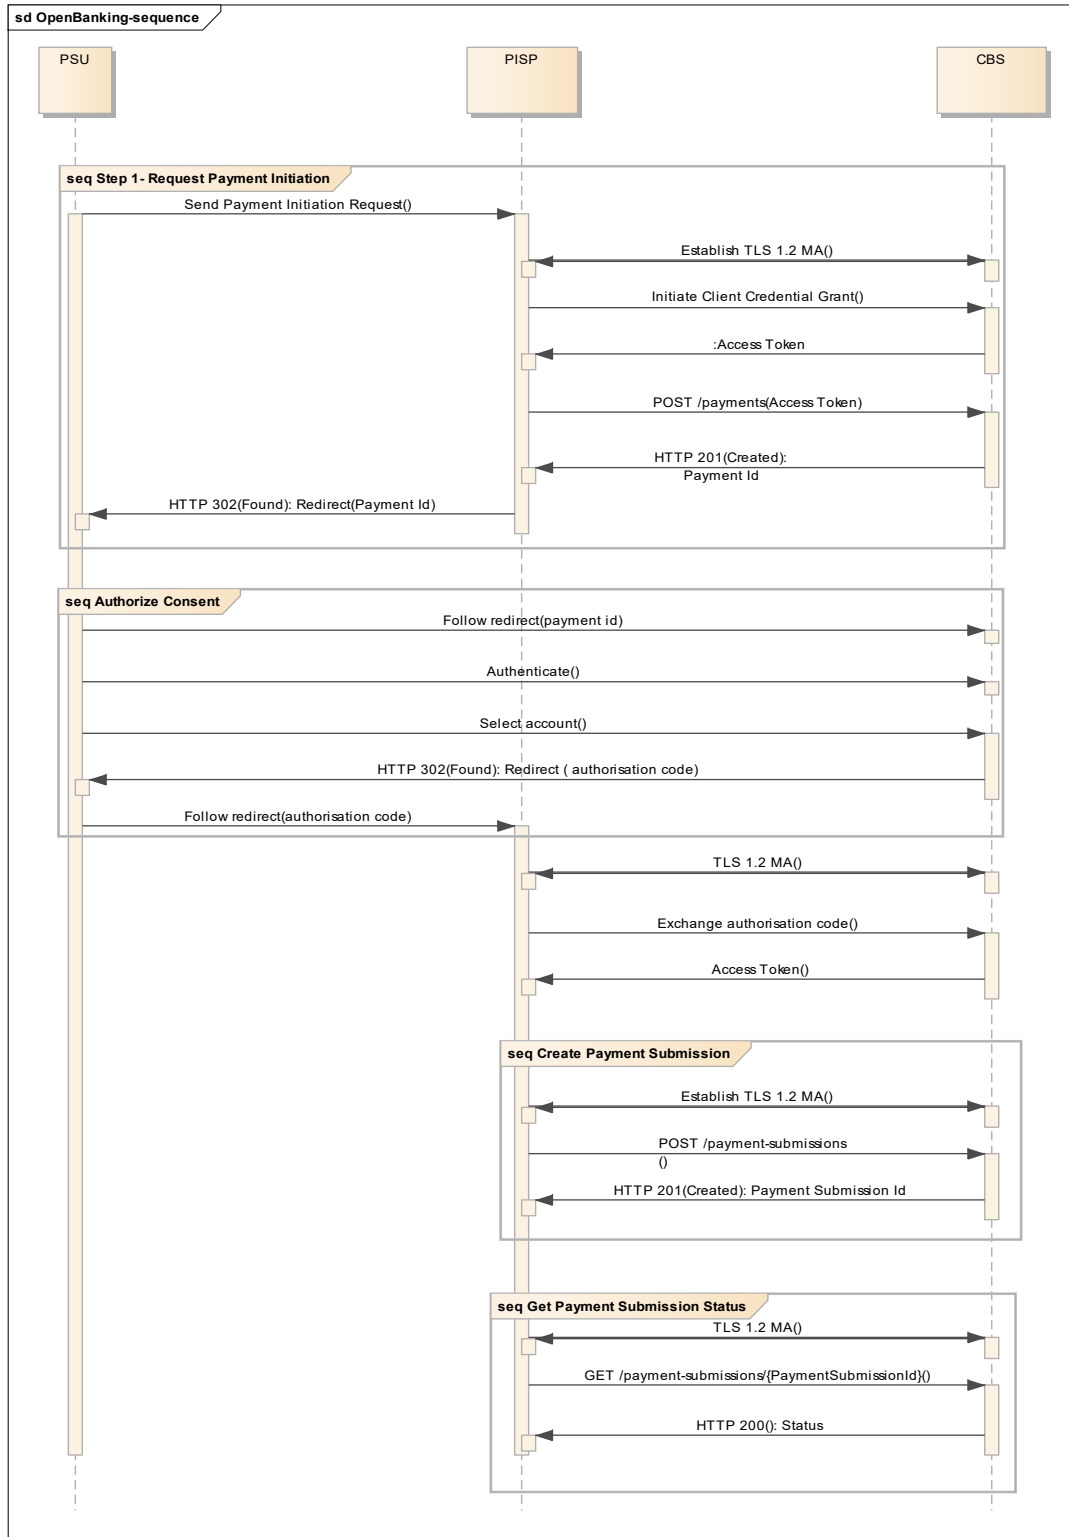 sd OpenBanking-sequence
PSU
PISP
CBS
seq Step 1- Request Payment Initiation
Send Payment Initiation Request()
Establish TLS 1.2 MA()
Initiate Client Credential Grant()
:Access Token
POST /payments(Access Token)
HTTP 201(Created):
Payment Id
HTTP 302(Found): Redirect(Payment Id)
seq Authorize Consent
Follow redirect(payment id)
Authenticate()
Select account()
HTTP 302(Found): Redirect ( authorisation code)
Follow redirect(authorisation code)
TLS 1.2 MA()
Exchange authorisation code()
Access Token()
seq Create Payment Submission
Establish TLS 1.2 MA()
POST /payment-submissions
()
HTTP 201(Created): Payment Submission Id
seq Get Payment Submission Status
TLS 1.2 MA()
GET /payment-submissions/{PaymentSubmissionId}()
HTTP 200(): Status